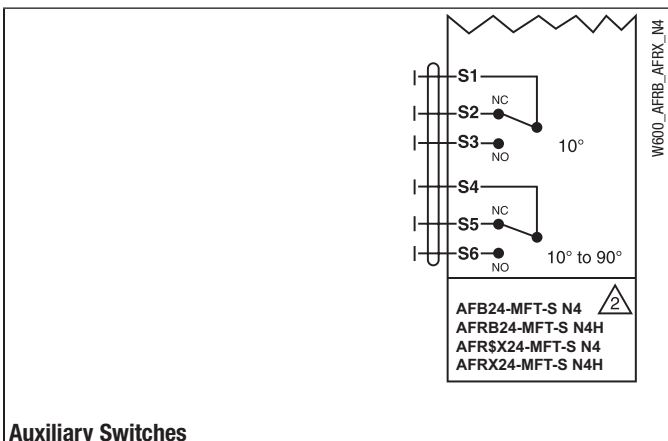 S1
NC
S2
S3
NO
10°
S4
NC
S5
S6
NO
10° to 90°
2
AFB24-MFT-S N4
AFRB24-MFT-S N4H
AFR$X24-MFT-S N4
AFRX24-MFT-S N4H
W600_AFRB_AFRX_N4
Auxiliary Switches